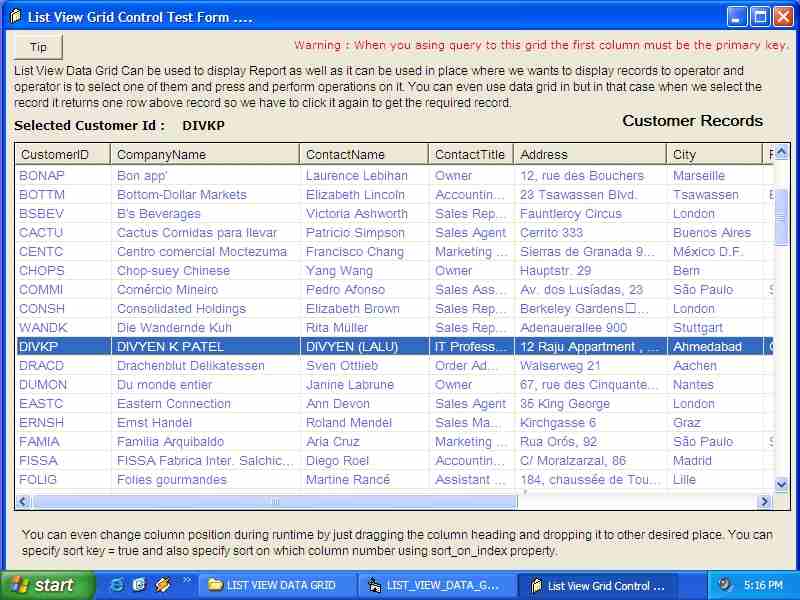 List View Grid Control Test Form ....
Tip
Warning : When you asing query to this grid the first column must be the primary key.
List View Data Grid Can be used to display Report as well as it can be used in place where we wants to display records to operator and
operator is to select one of them and press and perform operations on it. You can even use data grid in but in that case when we select the
record it returns one row above record so we have to click it again to get the required record.
Selected Customer Id : DIVKP
Customer Records
CustomerID CompanyName ContactName ContactTitle Address City
BONAP Bon app' Laurence Lebihan Owner 12, rue des Bouchers Marseille
BOTTM Bottom-Dollar Markets Elizabeth Lincoln Accountin... 23 Tsawassen Blvd. Tsawassen
BSBEV B's Beverages Victoria Ashworth Sales Rep... Fauntleroy Circus London
CACTU Cactus Comidas para llevar Patricio Simpson Sales Agent Cerrito 333 Buenos Aires
CENTC Centro comercial Moctezuma Francisco Chang Marketing ... Sierras de Granada 9... México D.F.
CHOPS Chop-suey Chinese Yang Wang Owner Hauptstr. 29 Bern
COMMI Comércio Mineiro Pedro Afonso Sales Ass... Av. dos Lusíadas, 23 São Paulo
CONSH Consolidated Holdings Elizabeth Brown Sales Rep... Berkeley Gardens□... London
WANDK Die Wandernde Kuh Rita Müller Sales Rep... Adenauerallee 900 Stuttgart
DIVKP DIVYEN K PATEL DIVYEN (LALU) IT Profess... 12 Raju Appartment , ... Ahmedabad
DRACD Drachenblut Delikatessen Sven Ottlieb Order Ad... Walserweg 21 Aachen
DUMON Du monde entier Janine Labrune Owner 67, rue des Cinquante... Nantes
EASTC Eastern Connection Ann Devon Sales Agent 35 King George London
ERNSH Ernst Handel Roland Mendel Sales Ma... Kirchgasse 6 Graz
FAMIA Familia Arquibaldo Aria Cruz Marketing ... Rua Orós, 92 São Paulo
FISSA FISSA Fabrica Inter. Salchic... Diego Roel Accountin... C/ Moralzarzal, 86 Madrid
FOLIG Folies gourmandes Martine Rancé Assistant ... 184, chaussée de Tou... Lille
You can even change column position during runtime by just dragging the column heading and dropping it to other desired place. You can
specify sort key = true and also specify sort on which column number using sort_on_index property.
start LIST VIEW DATA GRID LIST_VIEW_DATA_G... List View Grid Control ... 5:16 PM